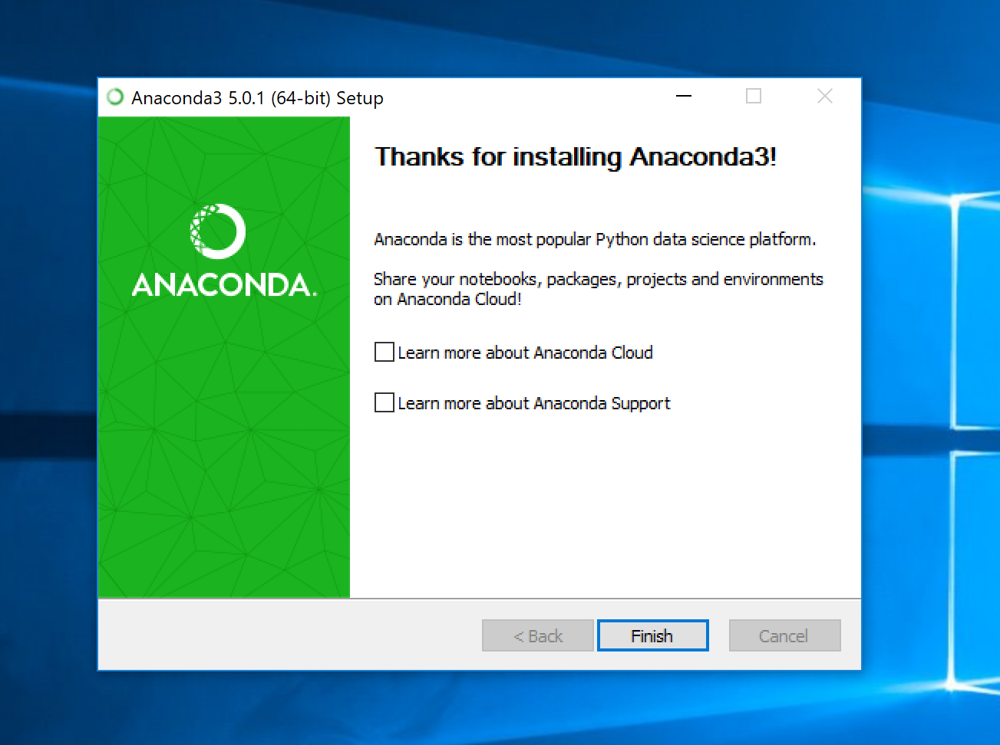 Anaconda3 5.0.1 (64-bit) Setup
ANACONDA.
Thanks for installing Anaconda3!
Anaconda is the most popular Python data science platform.
Share your notebooks, packages, projects and environments
on Anaconda Cloud!
Learn more about Anaconda Cloud
Learn more about Anaconda Support
< Back
Finish
Cancel